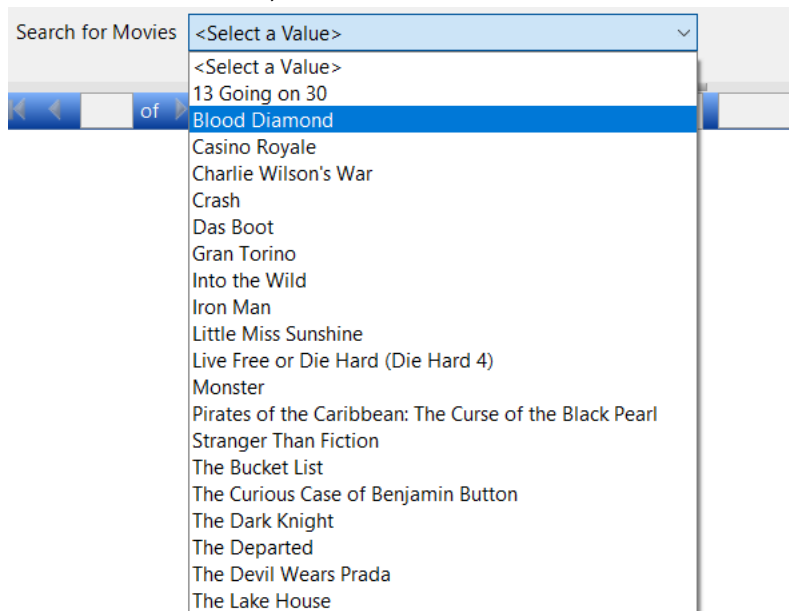 Search for Movies <Select a Value>
<Select a Value>
13 Going on 30
of
Blood Diamond
Casino Royale
Charlie Wilson's War
Crash
Das Boot
Gran Torino
Into the Wild
Iron Man
Little Miss Sunshine
Live Free or Die Hard (Die Hard 4)
Monster
Pirates of the Caribbean: The Curse of the Black Pearl
Stranger Than Fiction
The Bucket List
The Curious Case of Benjamin Button
The Dark Knight
The Departed
The Devil Wears Prada
The Lake House